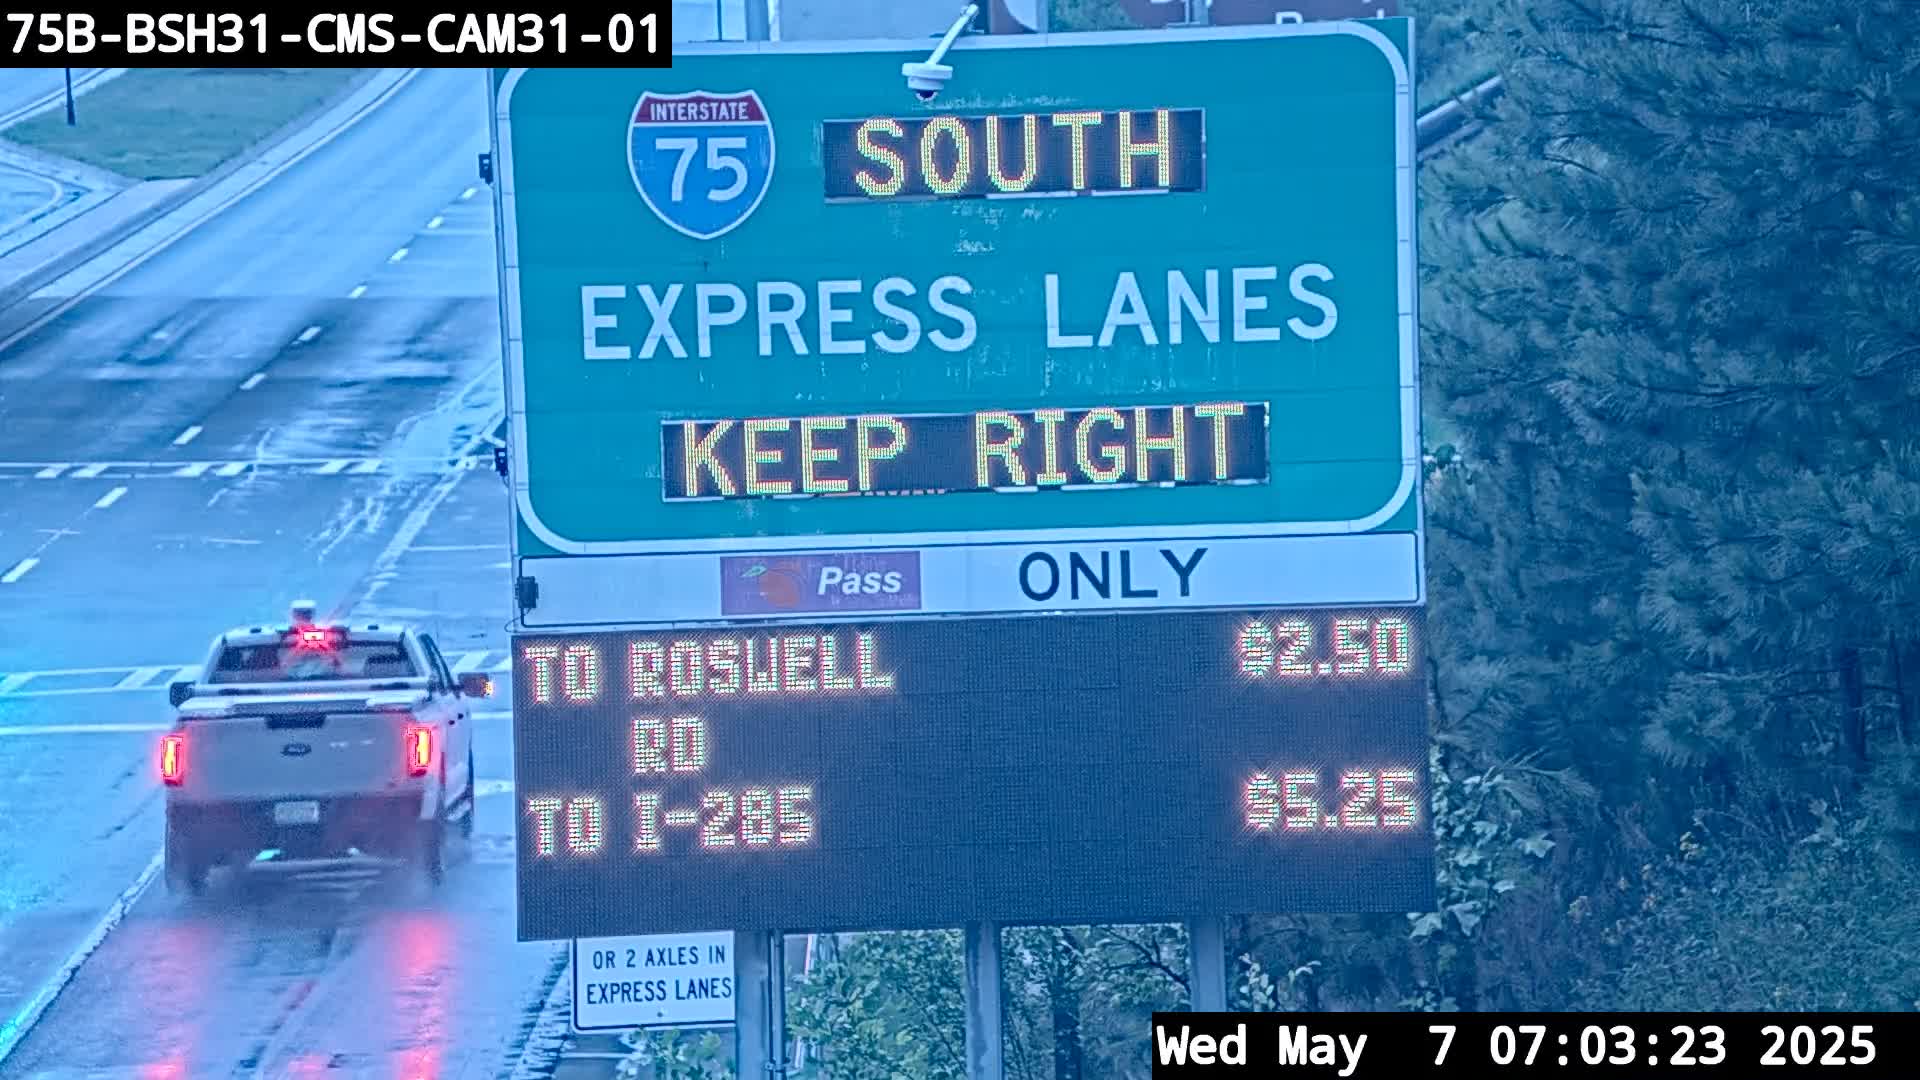 75B-BSH31-CMS-CAM31-01
INTERSTATE
75
SOUTH
EXPRESS LANES
KEEP RIGHT
Pass ONLY
TO ROSWELL $2.50
RD
TO I-285 $5.25
OR 2 AXLES IN
EXPRESS LANES
Wed May 7 07:03:23 2025